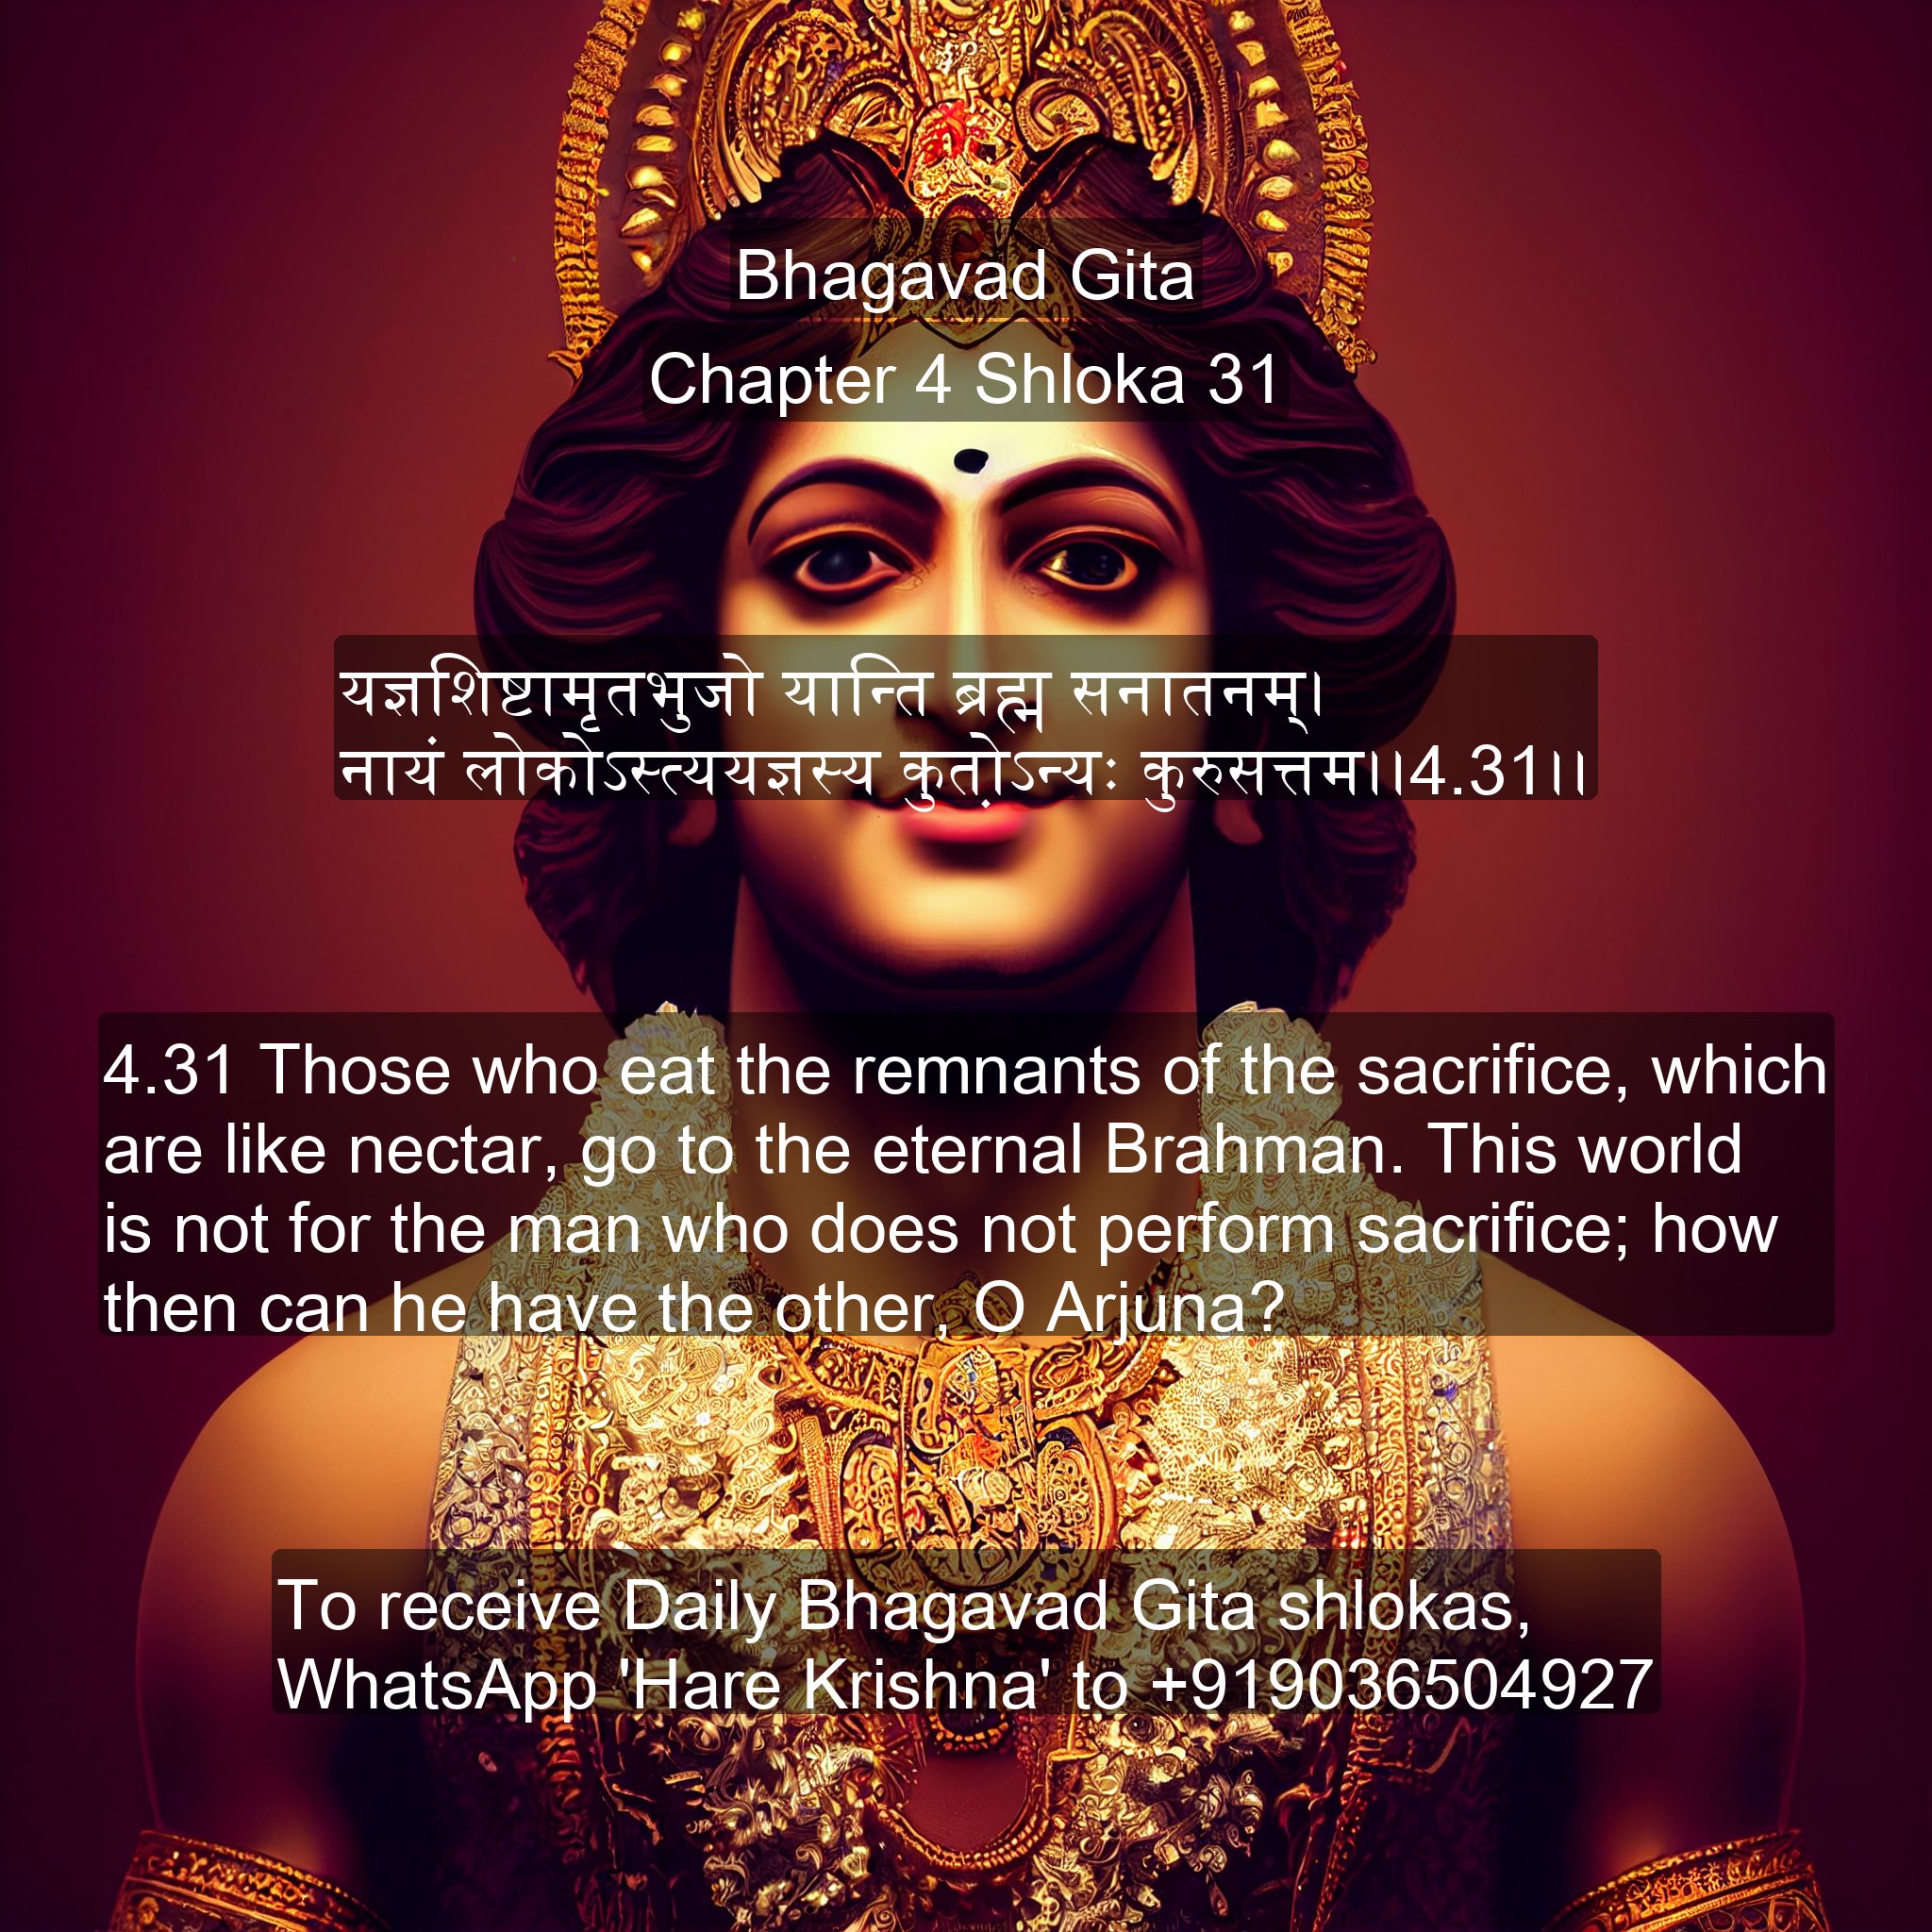 Bhagavad Gita
Chapter 4 Shloka 31
यज्ञशिष्टामृतभुजो यान्ति ब्रह्म सनातनम्।
नायं लोकोऽस्त्ययज्ञस्य कुतो़ऽन्यः कुरुसत्तम।।4.31।।
4.31 Those who eat the remnants of the sacrifice, which
are like nectar, go to the eternal Brahman. This world
is not for the man who does not perform sacrifice; how
then can he have the other, O Arjuna?
To receive Daily Bhagavad Gita shlokas,
WhatsApp 'Hare Krishna' to +919036504927